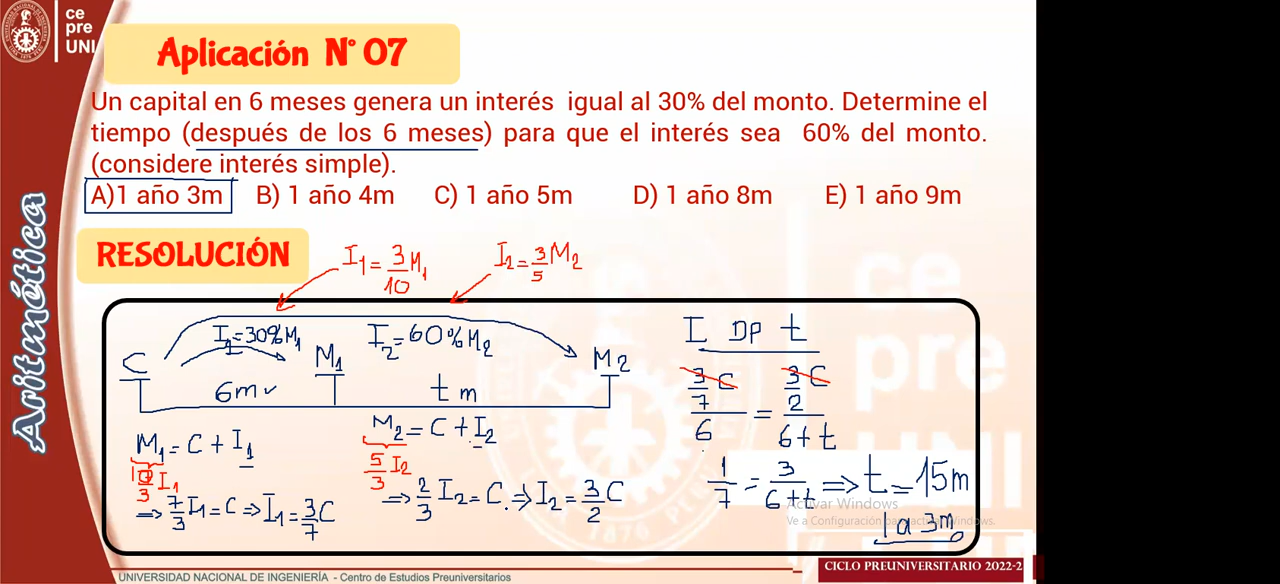 ce
pre
UNI
Aplicación N° 07
Un capital en 6 meses genera un interés igual al 30% del monto. Determine el
tiempo (después de los 6 meses) para que el interés sea 60% del monto.
(considere interés simple).
A)1 año 3m B) 1 año 4m C) 1 año 5m D) 1 año 8m E) 1 año 9m
Aritmética
RESOLUCIÓN
I₁ = 3/10 M₁
I₂ = 3/5 M₂
I₁ = 30% M₁
I₂ = 60% M₂
C M₁ M₂
6m t m
M₁ = C + I₁
10/3 I₁
⇒ 7/3 I₁ = C ⇒ I₁ = 3/7 C
M₂ = C + I₂
5/3 I₂
⇒ 2/3 I₂ = C. ⇒ I₂ = 3/2 C
I DP t
3/7 C / 6 = 3/2 C / 6+t
1/7 = 3/6+t ⇒ t = 15m
1a 3m
Activar Windows
Ve a Configuración para activar Windows.
ce
pre
UNI
UNIVERSIDAD NACIONAL DE INGENIERÍA - Centro de Estudios Preuniversitarios
CICLO PREUNIVERSITARIO 2022-2